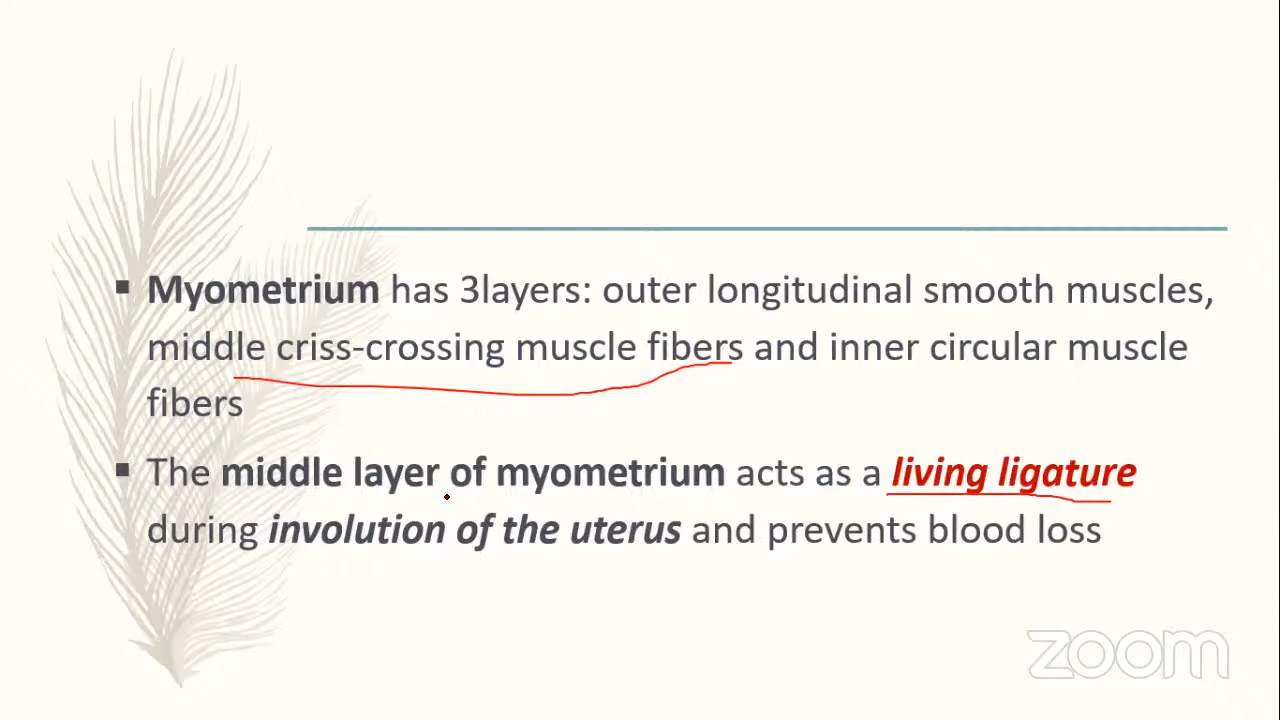 Myometrium has 3layers: outer longitudinal smooth muscles,
middle criss-crossing muscle fibers and inner circular muscle
fibers
The middle layer of myometrium acts as a living ligature
during involution of the uterus and prevents blood loss
zoom